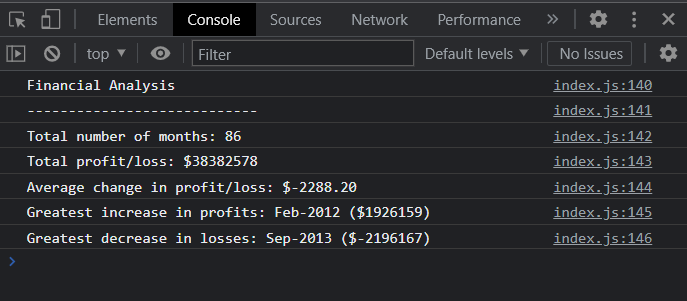 Elements Console Sources Network Performance »
top ▼ Filter Default levels ▼ No Issues
Financial Analysis index.js:140
---------------------------- index.js:141
Total number of months: 86 index.js:142
Total profit/loss: $38382578 index.js:143
Average change in profit/loss: $-2288.20 index.js:144
Greatest increase in profits: Feb-2012 ($1926159) index.js:145
Greatest decrease in losses: Sep-2013 ($-2196167) index.js:146
>